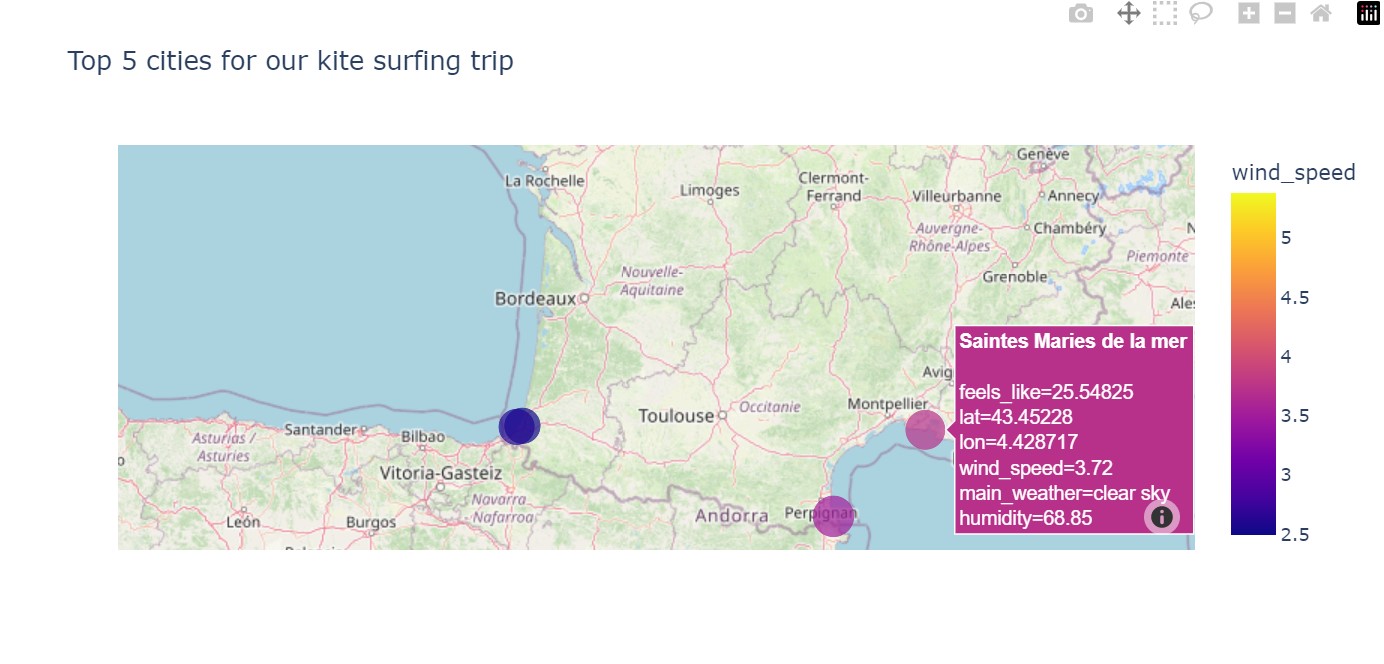 Top 5 cities for our kite surfing trip
La Rochelle
Limoges
Clermont-
Ferrand
Genève
Villeurbanne
Annecy
Auvergne-
Rhône-Alpes
Chambéry
Piemonte
Grenoble
Nouvelle-
Aquitaine
Bordeaux
Ales
Avig
Toulouse
Occitanie
Montpellier
Santander
Bilbao
Asturias /
Asturies
Vitoria-Gasteiz
Navarra
- Nafarroa
León
Burgos
Andorra
Perpignan
Saintes Maries de la mer
feels_like=25.54825
lat=43.45228
lon=4.428717
wind_speed=3.72
main_weather=clear sky
humidity=68.85
i
wind_speed
5
4.5
4
3.5
3
2.5